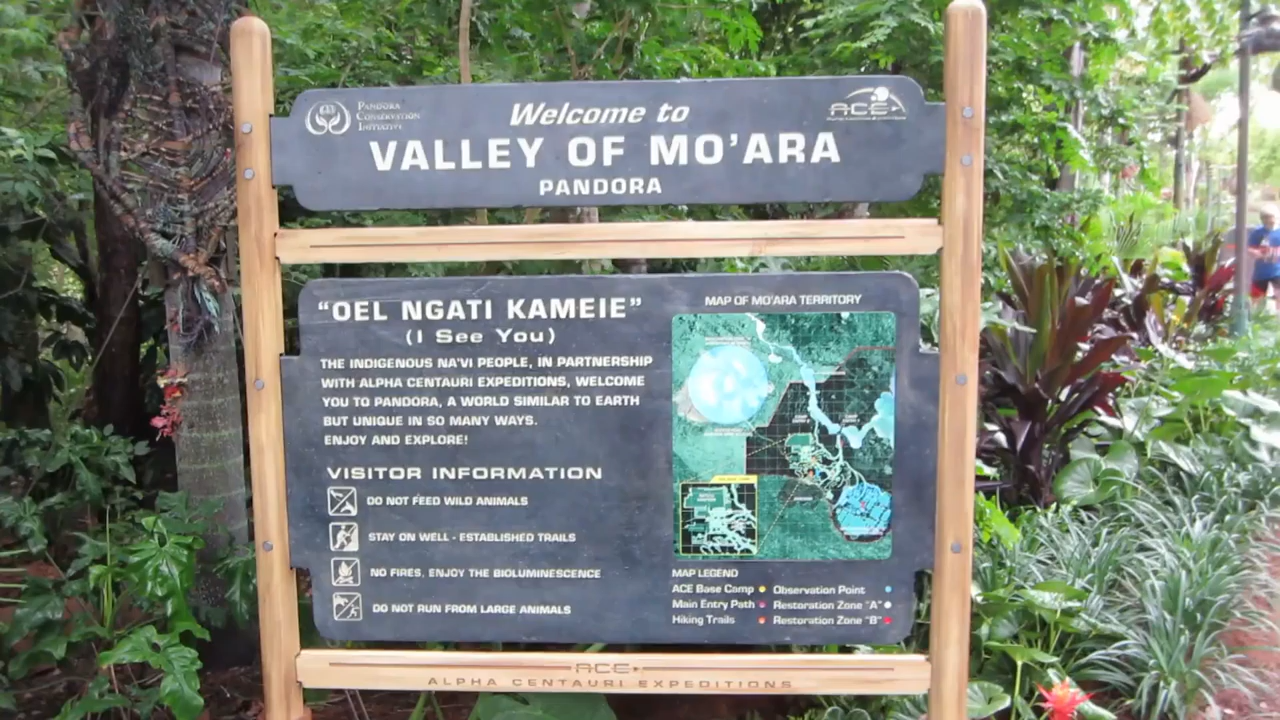 PANDORA
CONSERVATION
INITIATIVE
Welcome to
ACE
VALLEY OF MO'ARA
PANDORA
"OEL NGATI KAMEIE"
(I See You)
THE INDIGENOUS NA'VI PEOPLE, IN PARTNERSHIP
WITH ALPHA CENTAURI EXPEDITIONS, WELCOME
YOU TO PANDORA, A WORLD SIMILAR TO EARTH
BUT UNIQUE IN SO MANY WAYS.
ENJOY AND EXPLORE!
VISITOR INFORMATION
DO NOT FEED WILD ANIMALS
STAY ON WELL - ESTABLISHED TRAILS
NO FIRES, ENJOY THE BIOLUMINESCENCE
DO NOT RUN FROM LARGE ANIMALS
MAP OF MO'ARA TERRITORY
MAP LEGEND
ACE Base Camp
Main Entry Path
Hiking Trails
Observation Point
Restoration Zone "A"
Restoration Zone "B"
ACE
ALPHA CENTAURI EXPEDITIONS